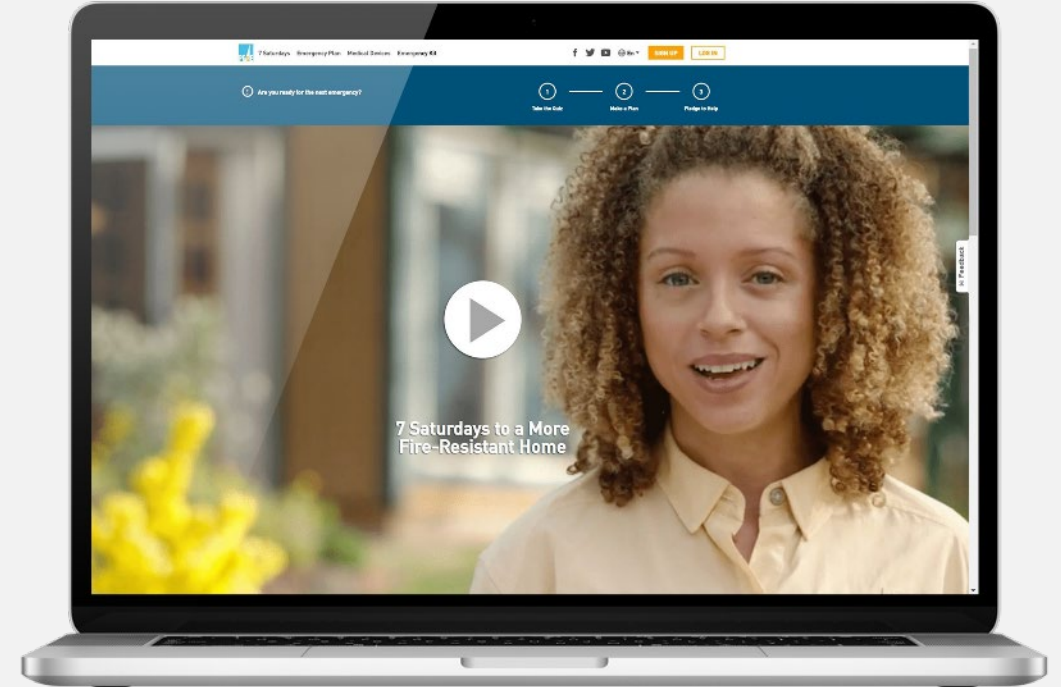 7 Saturdays Emergency Plan Medical Devices Emergency Kit
En
SIGN UP
LOG IN
Are you ready for the next emergency?
1
2
3
Take the Quiz
Make a Plan
Pledge to Help
Feedback
7 Saturdays to a More
Fire-Resistant Home